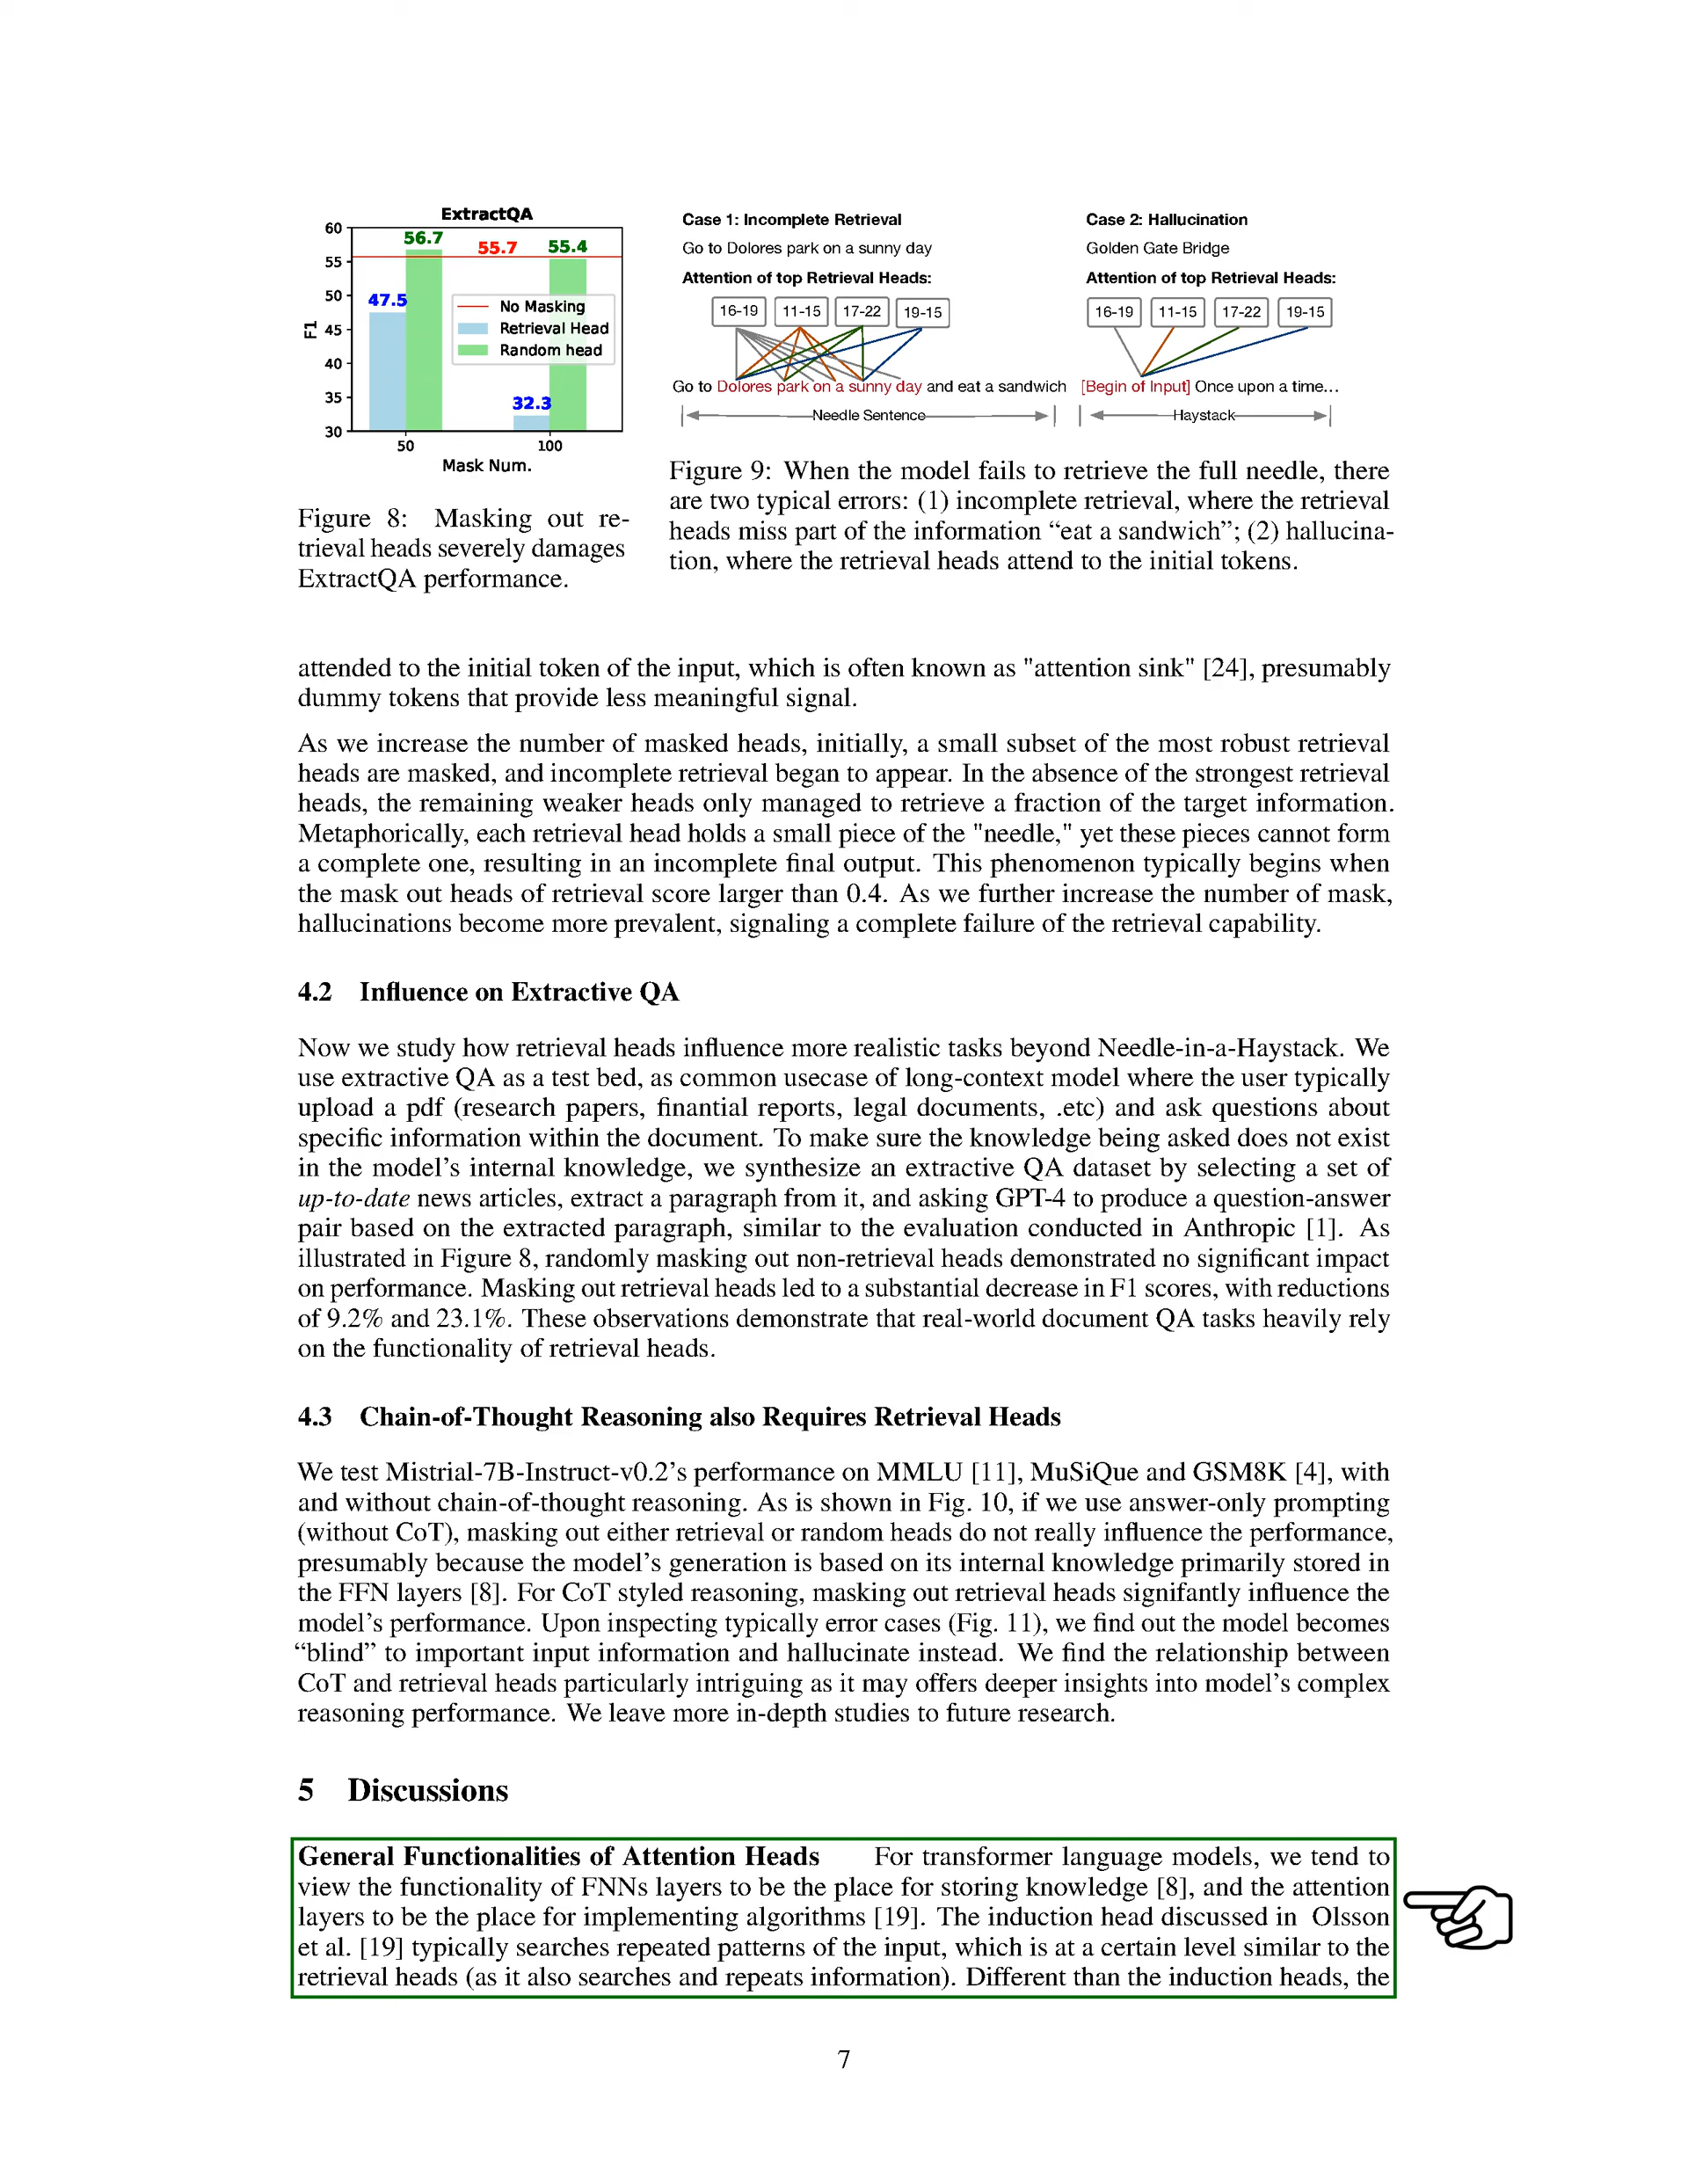 ExtractQA
60
55
50
45
40
35
30
F1
56.7
55.7
55.4
47.5
32.3
No Masking
Retrieval Head
Random head
50
100
Mask Num.
Figure 8: Masking out re-
trieval heads severely damages
ExtractQA performance.
Case 1: Incomplete Retrieval
Go to Dolores park on a sunny day
Attention of top Retrieval Heads:
16-19 11-15 17-22 19-15
Go to Dolores park on a sunny day and eat a sandwich
Needle Sentence
Case 2: Hallucination
Golden Gate Bridge
Attention of top Retrieval Heads:
16-19 11-15 17-22 19-15
[Begin of Input] Once upon a time...
Haystack
Figure 9: When the model fails to retrieve the full needle, there
are two typical errors: (1) incomplete retrieval, where the retrieval
heads miss part of the information “eat a sandwich”; (2) hallucina-
tion, where the retrieval heads attend to the initial tokens.
attended to the initial token of the input, which is often known as "attention sink" [24], presumably
dummy tokens that provide less meaningful signal.
As we increase the number of masked heads, initially, a small subset of the most robust retrieval
heads are masked, and incomplete retrieval began to appear. In the absence of the strongest retrieval
heads, the remaining weaker heads only managed to retrieve a fraction of the target information.
Metaphorically, each retrieval head holds a small piece of the "needle," yet these pieces cannot form
a complete one, resulting in an incomplete final output. This phenomenon typically begins when
the mask out heads of retrieval score larger than 0.4. As we further increase the number of mask,
hallucinations become more prevalent, signaling a complete failure of the retrieval capability.
4.2 Influence on Extractive QA
Now we study how retrieval heads influence more realistic tasks beyond Needle-in-a-Haystack. We
use extractive QA as a test bed, as common usecase of long-context model where the user typically
upload a pdf (research papers, finantial reports, legal documents, .etc) and ask questions about
specific information within the document. To make sure the knowledge being asked does not exist
in the model’s internal knowledge, we synthesize an extractive QA dataset by selecting a set of
up-to-date news articles, extract a paragraph from it, and asking GPT-4 to produce a question-answer
pair based on the extracted paragraph, similar to the evaluation conducted in Anthropic [1]. As
illustrated in Figure 8, randomly masking out non-retrieval heads demonstrated no significant impact
on performance. Masking out retrieval heads led to a substantial decrease in F1 scores, with reductions
of 9.2% and 23.1%. These observations demonstrate that real-world document QA tasks heavily rely
on the functionality of retrieval heads.
4.3 Chain-of-Thought Reasoning also Requires Retrieval Heads
We test Mistrial-7B-Instruct-v0.2’s performance on MMLU [11], MuSiQue and GSM8K [4], with
and without chain-of-thought reasoning. As is shown in Fig. 10, if we use answer-only prompting
(without CoT), masking out either retrieval or random heads do not really influence the performance,
presumably because the model’s generation is based on its internal knowledge primarily stored in
the FFN layers [8]. For CoT styled reasoning, masking out retrieval heads signifantly influence the
model’s performance. Upon inspecting typically error cases (Fig. 11), we find out the model becomes
“blind” to important input information and hallucinate instead. We find the relationship between
CoT and retrieval heads particularly intriguing as it may offers deeper insights into model’s complex
reasoning performance. We leave more in-depth studies to future research.
5 Discussions
General Functionalities of Attention Heads For transformer language models, we tend to
view the functionality of FNNs layers to be the place for storing knowledge [8], and the attention
layers to be the place for implementing algorithms [19]. The induction head discussed in Olsson
et al. [19] typically searches repeated patterns of the input, which is at a certain level similar to the
retrieval heads (as it also searches and repeats information). Different than the induction heads, the
7